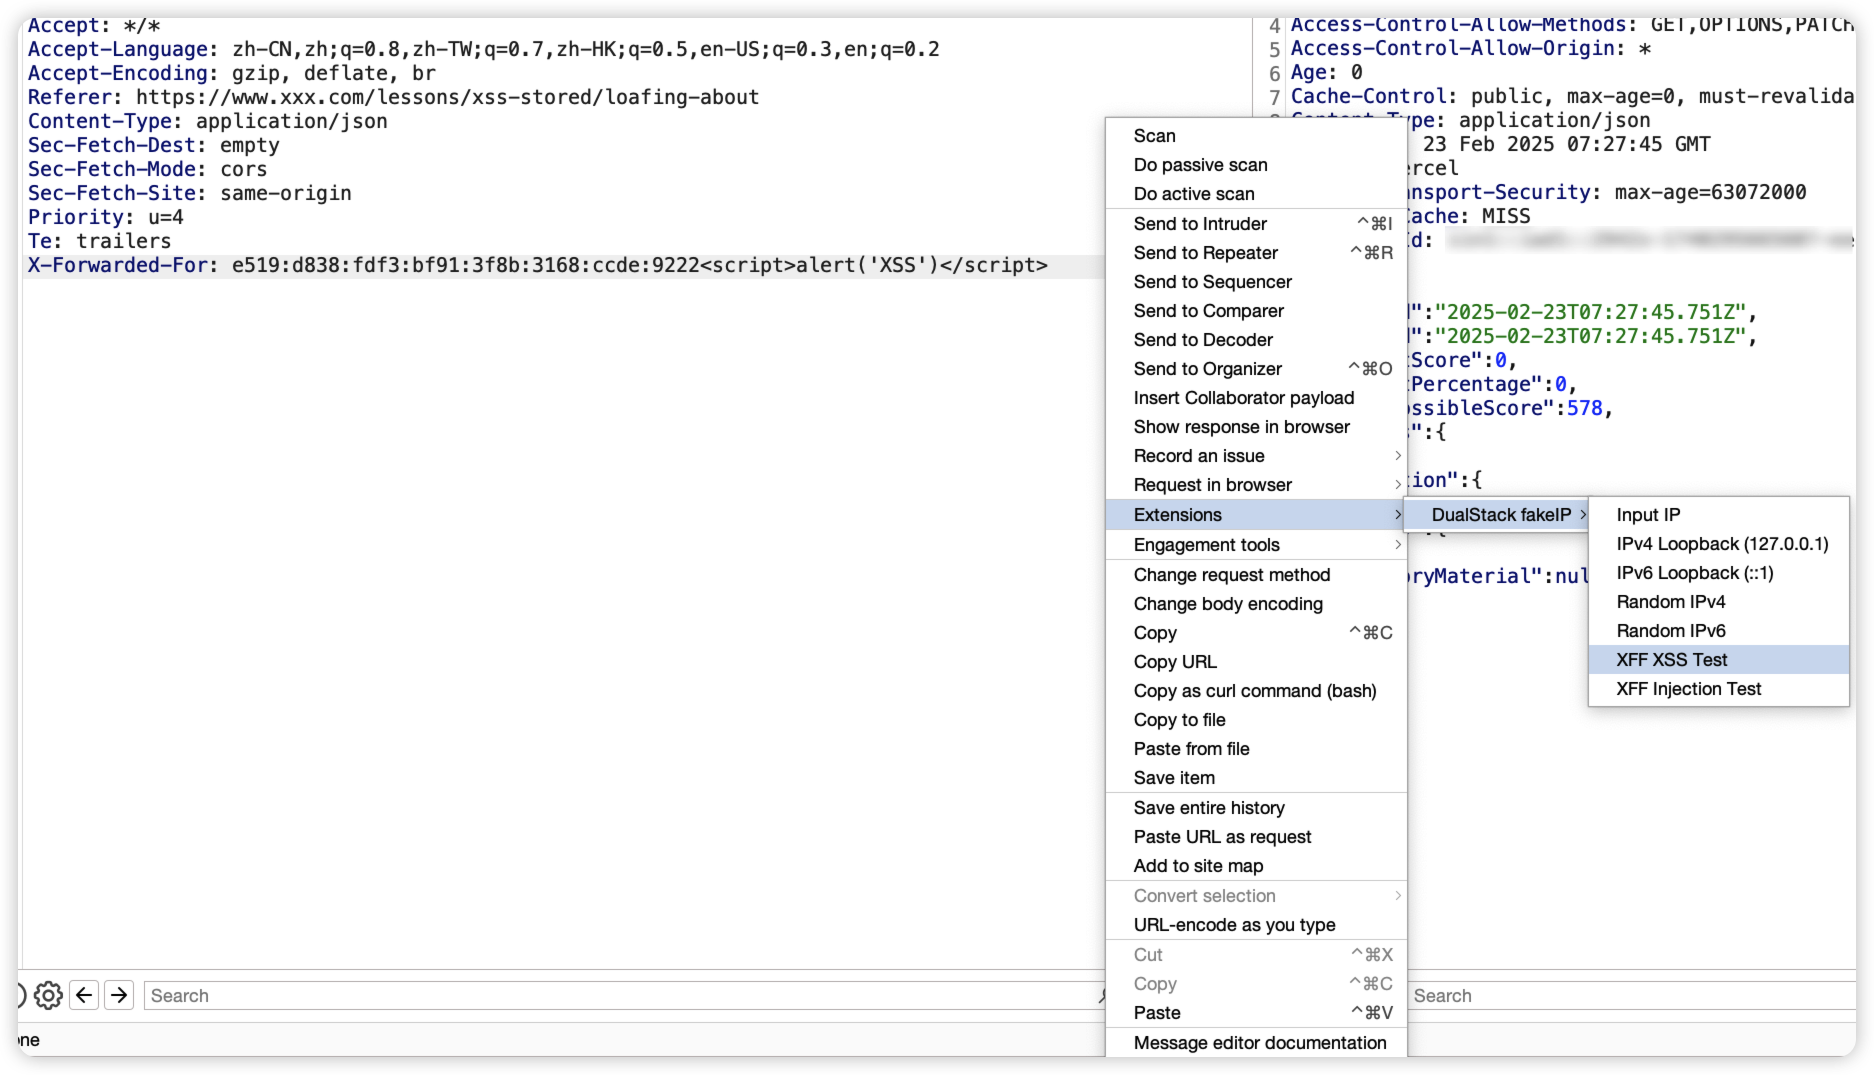 Accept: */*
Accept-Language: zh-CN,zh;q=0.8,zh-TW;q=0.7,zh-HK;q=0.5,en-US;q=0.3,en;q=0.2
Accept-Encoding: gzip, deflate, br
Referer: https://www.xxx.com/lessons/xss-stored/loafing-about
Content-Type: application/json
Sec-Fetch-Dest: empty
Sec-Fetch-Mode: cors
Sec-Fetch-Site: same-origin
Priority: u=4
Te: trailers
X-Forwarded-For: e519:d838:fdf3:bf91:3f8b:3168:ccde:9222<script>alert('XSS')</script>
4 Access-Control-Allow-Methods: GET,OPTIONS,PATCH
5 Access-Control-Allow-Origin: *
6 Age: 0
7 Cache-Control: public, max-age=0, must-revalida
Content-Type: application/json
23 Feb 2025 07:27:45 GMT
ercel
nsport-Security: max-age=63072000
Cache: MISS
Id:
":"2025-02-23T07:27:45.751Z",
":"2025-02-23T07:27:45.751Z",
Score":0,
Percentage":0,
ossibleScore":578,
":{
ion":{
:{
ryMaterial":nul
Scan
Do passive scan
Do active scan
Send to Intruder ^⌘I
Send to Repeater ^⌘R
Send to Sequencer
Send to Comparer
Send to Decoder
Send to Organizer ^⌘O
Insert Collaborator payload
Show response in browser
Record an issue >
Request in browser >
Extensions >
Engagement tools >
Change request method
Change body encoding
Copy ^⌘C
Copy URL
Copy as curl command (bash)
Copy to file
Paste from file
Save item
Save entire history
Paste URL as request
Add to site map
Convert selection >
URL-encode as you type
Cut ^⌘X
Copy ^⌘C
Paste ^⌘V
Message editor documentation
DualStack fakeIP >
Input IP
IPv4 Loopback (127.0.0.1)
IPv6 Loopback (::1)
Random IPv4
Random IPv6
XFF XSS Test
XFF Injection Test
Search
Search
one